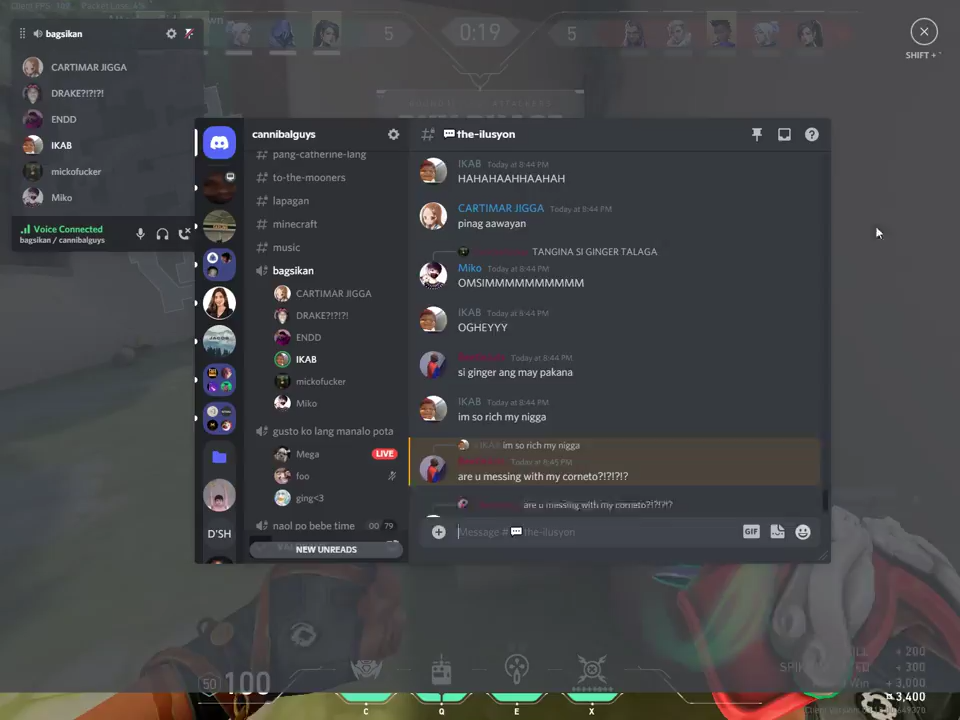 bagsikan
CARTIMAR JIGGA
DRAKE?!?!?!
ENDD
IKAB
mickofucker
Miko
Voice Connected
bagsikan / cannibalguys
5
0:19
5
SHIFT + `
cannibalguys
pang-catherine-lang
to-the-mooners
lapagan
minecraft
music
bagsikan
CARTIMAR JIGGA
DRAKE?!?!?!
ENDD
IKAB
mickofucker
Miko
gusto ko lang manalo pota
Mega
LIVE
foo
ging<3
naol po bebe time
00 79
NEW UNREADS
D'SH
the-ilusyon
IKAB Today at 8:44 PM
HAHAHAAHHAAHAH
CARTIMAR JIGGA Today at 8:44 PM
pinag aawayan
TANGINA SI GINGER TALAGA
Miko Today at 8:44 PM
OMSIMMMMMMMMMM
IKAB Today at 8:44 PM
OGHEYYY
Today at 8:44 PM
si ginger ang may pakana
IKAB Today at 8:44 PM
im so rich my nigga
IKAB im so rich my nigga
Today at 8:45 PM
are u messing with my corneto?!?!?!?
are u messing with my corneto?!?!?!?
Message # the-ilusyon
GIF
50 100
C
Q
E
X
+ 200
+ 300
Win + 3,000
3,400